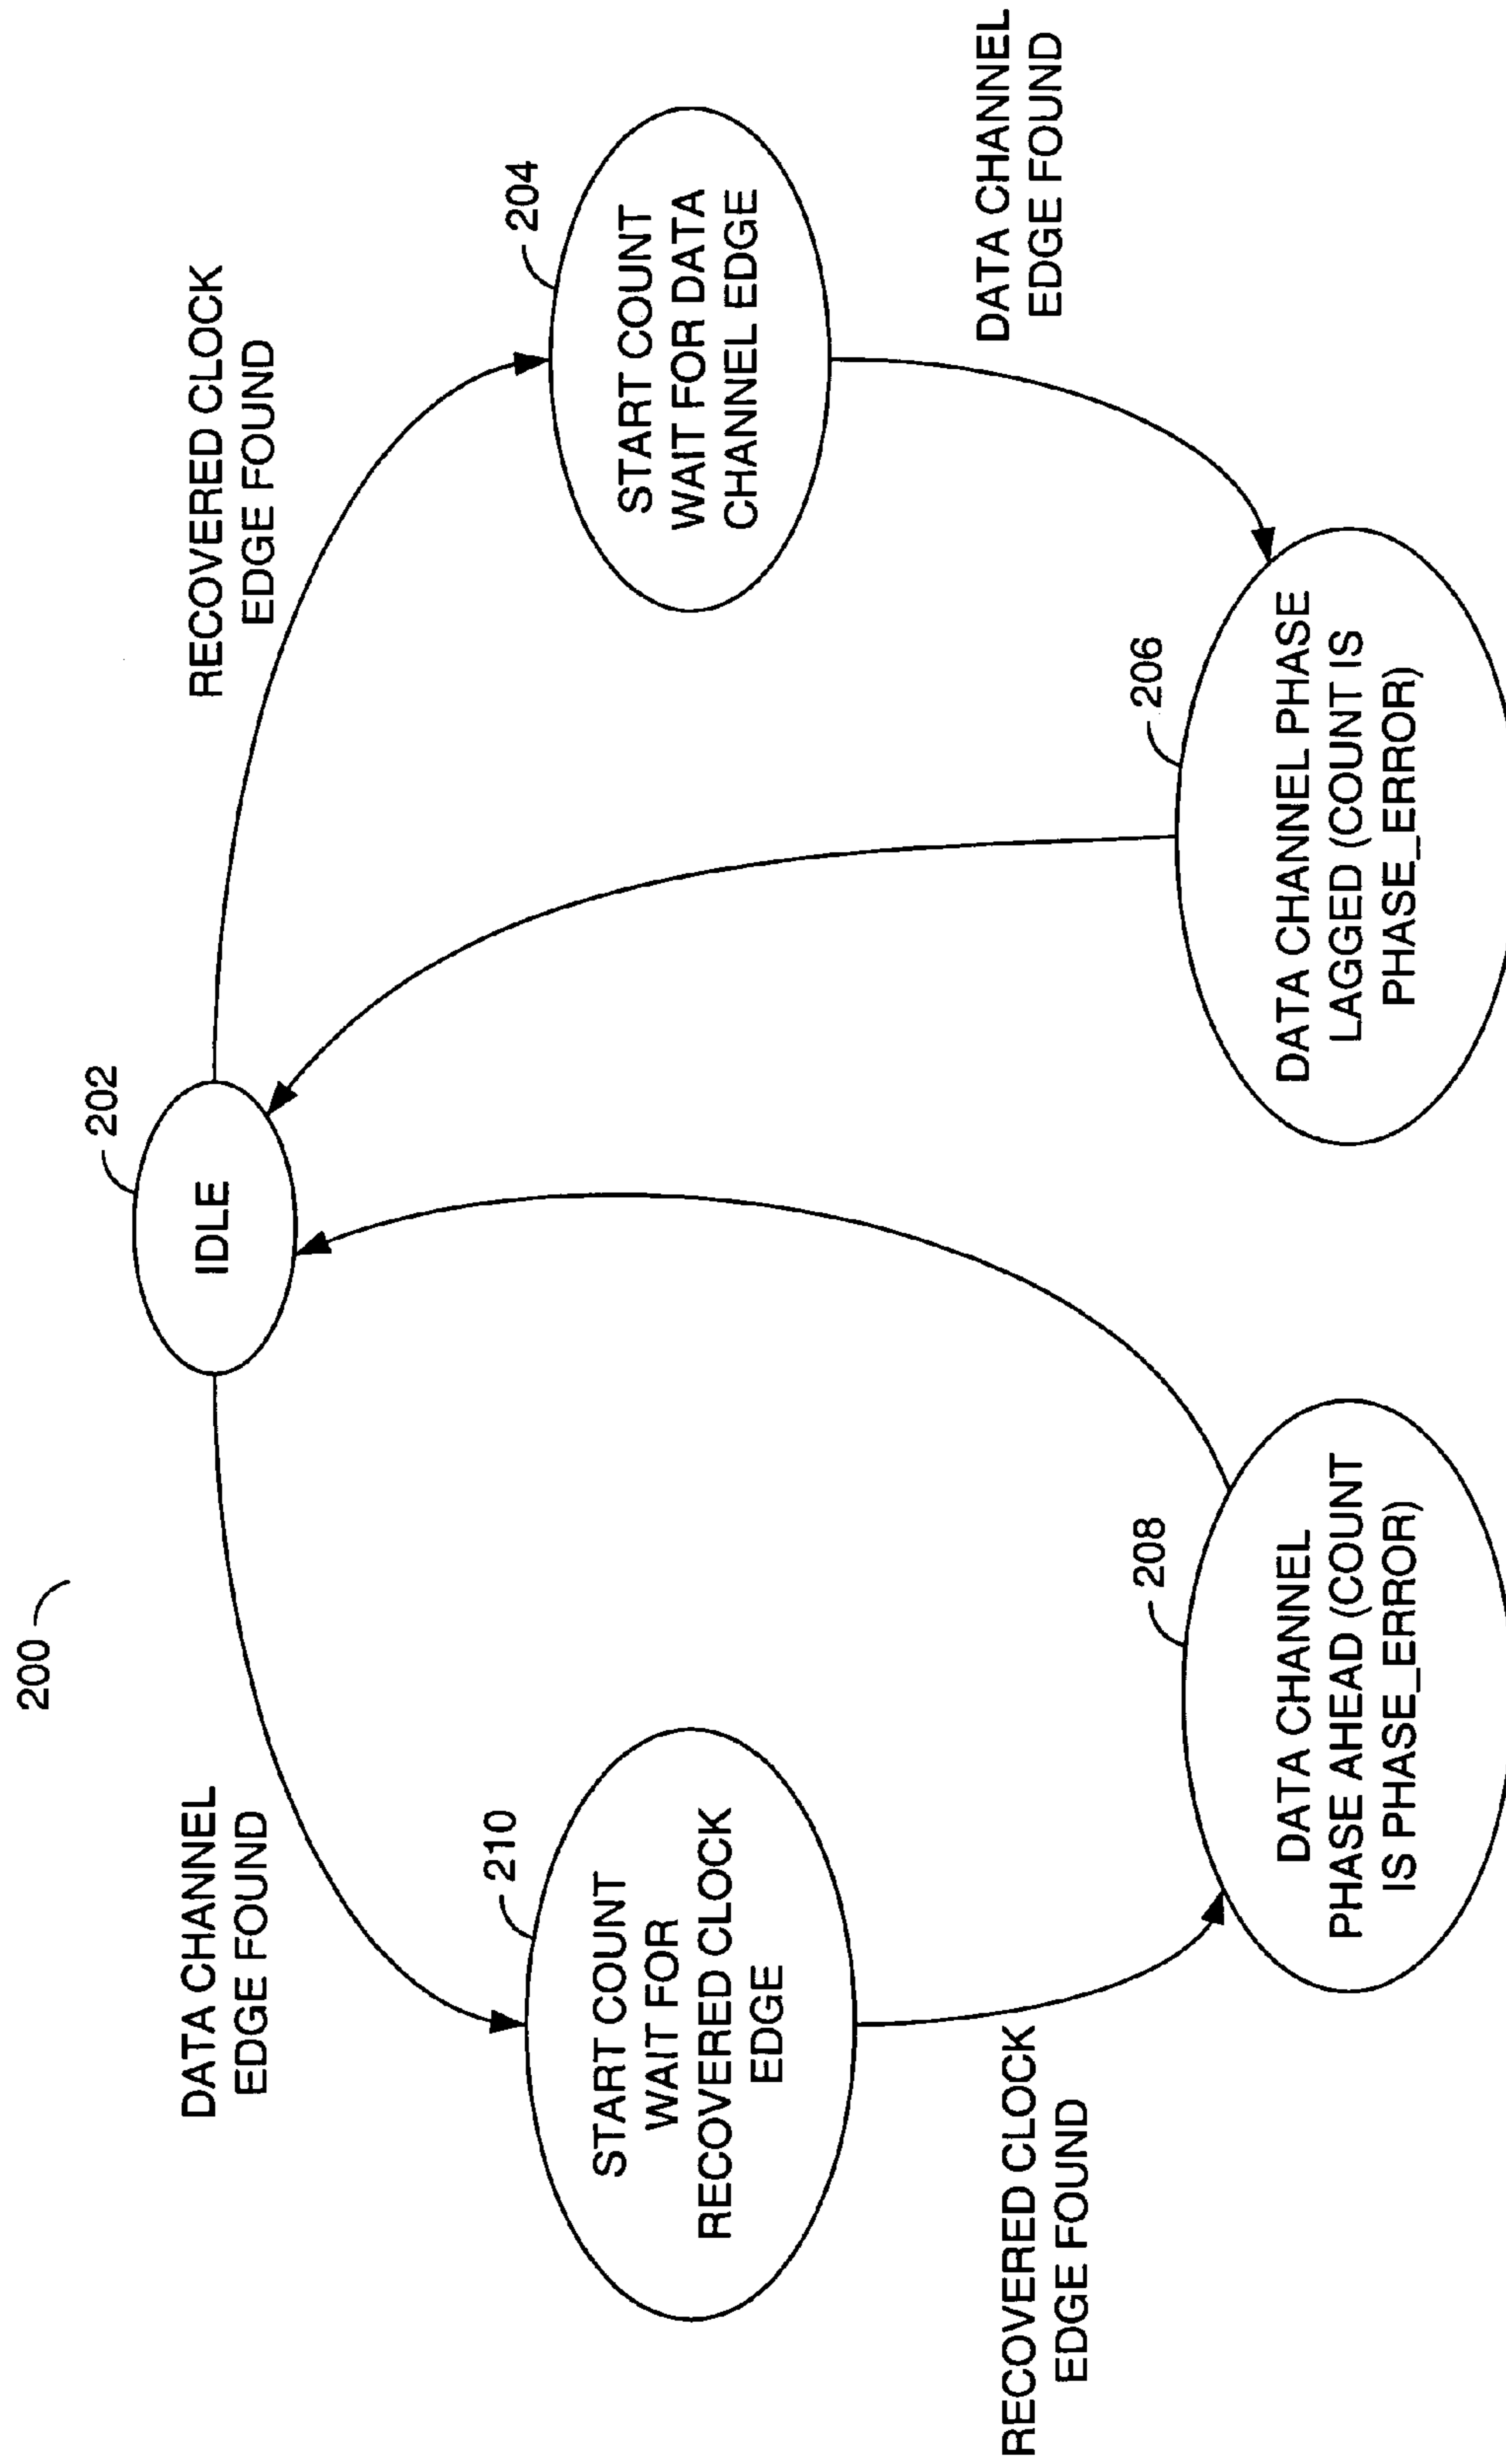 200
202
IDLE
DATA CHANNEL
EDGE FOUND
RECOVERED CLOCK
EDGE FOUND
210
START COUNT
WAIT FOR
RECOVERED CLOCK
EDGE
204
START COUNT
WAIT FOR DATA
CHANNEL EDGE
RECOVERED CLOCK
EDGE FOUND
DATA CHANNEL
EDGE FOUND
208
DATA CHANNEL
PHASE AHEAD (COUNT
IS PHASE_ERROR)
206
DATA CHANNEL PHASE
LAGGED (COUNT IS
PHASE_ERROR)